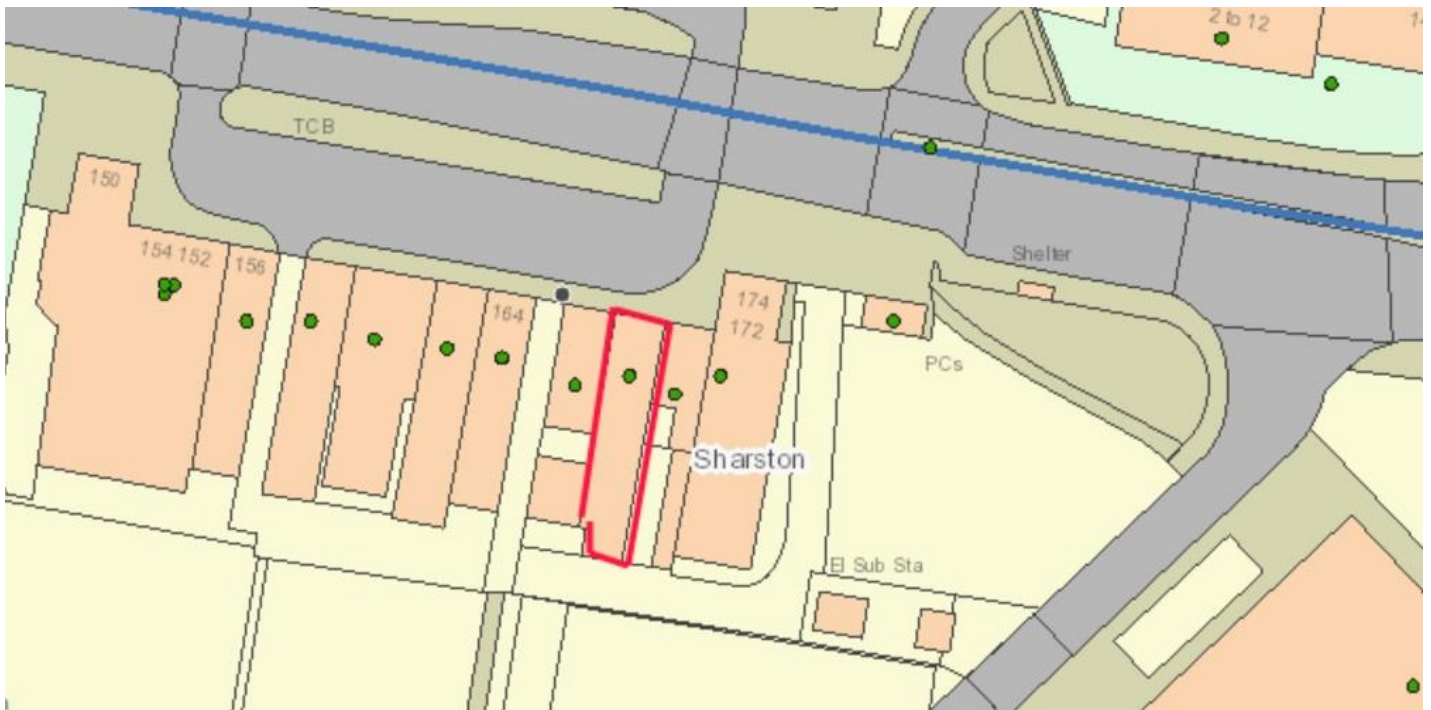 2 to 12
TCB
150
154 152
156
Shelter
164
174
172
PCs
Sharston
El Sub Sta